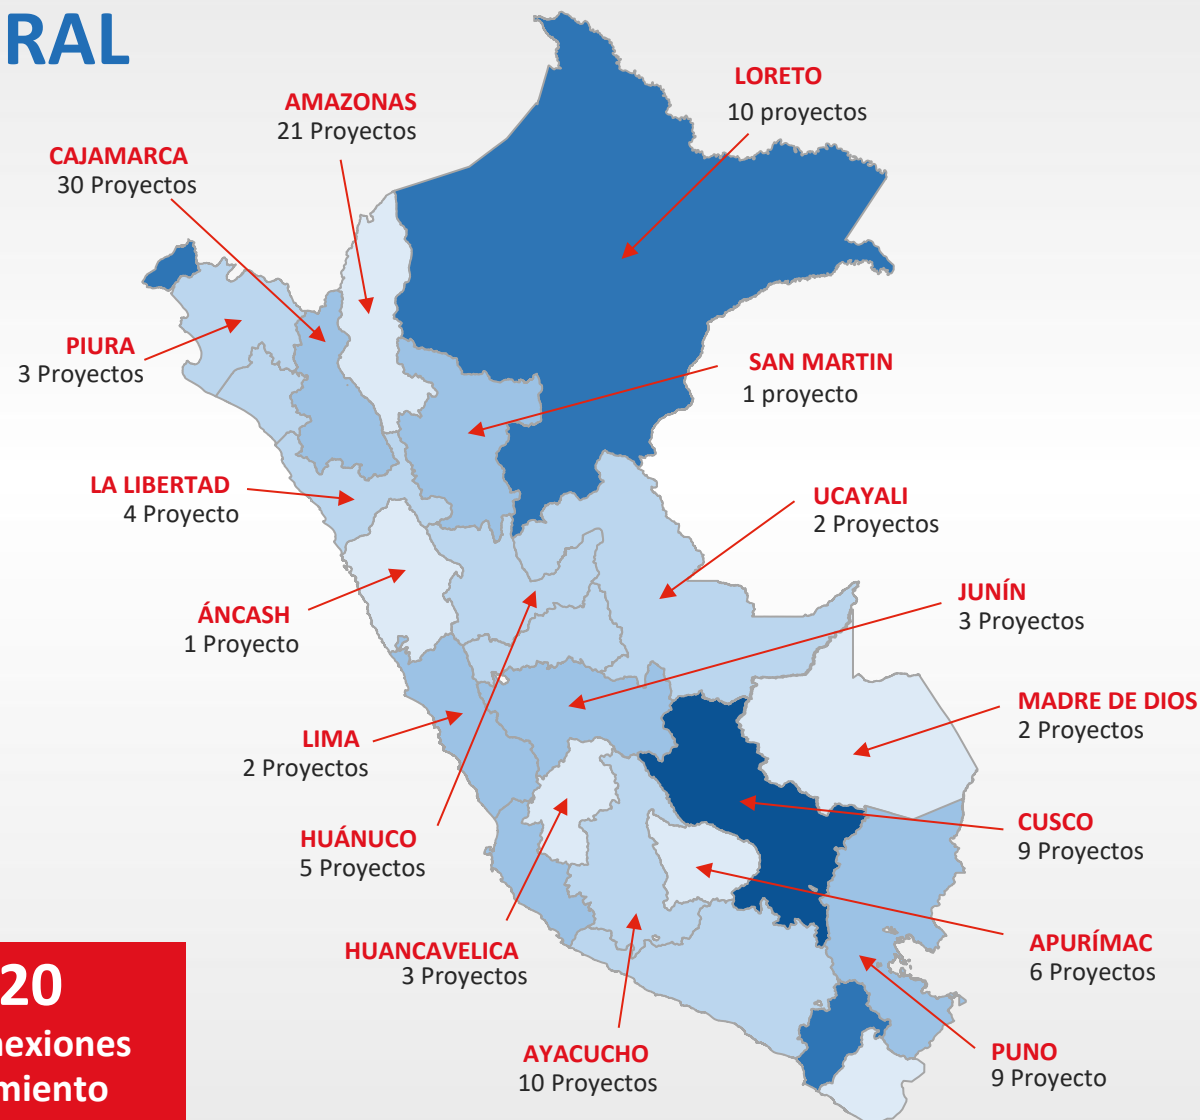 RAL
LORETO
10 proyectos
AMAZONAS
21 Proyectos
CAJAMARCA
30 Proyectos
PIURA
3 Proyectos
SAN MARTIN
1 proyecto
LA LIBERTAD
4 Proyecto
UCAYALI
2 Proyectos
ÁNCASH
1 Proyecto
JUNÍN
3 Proyectos
MADRE DE DIOS
2 Proyectos
LIMA
2 Proyectos
CUSCO
9 Proyectos
HUÁNUCO
5 Proyectos
HUANCAVELICA
3 Proyectos
APURÍMAC
6 Proyectos
AYACUCHO
10 Proyectos
PUNO
9 Proyecto
20
nexiones
miento